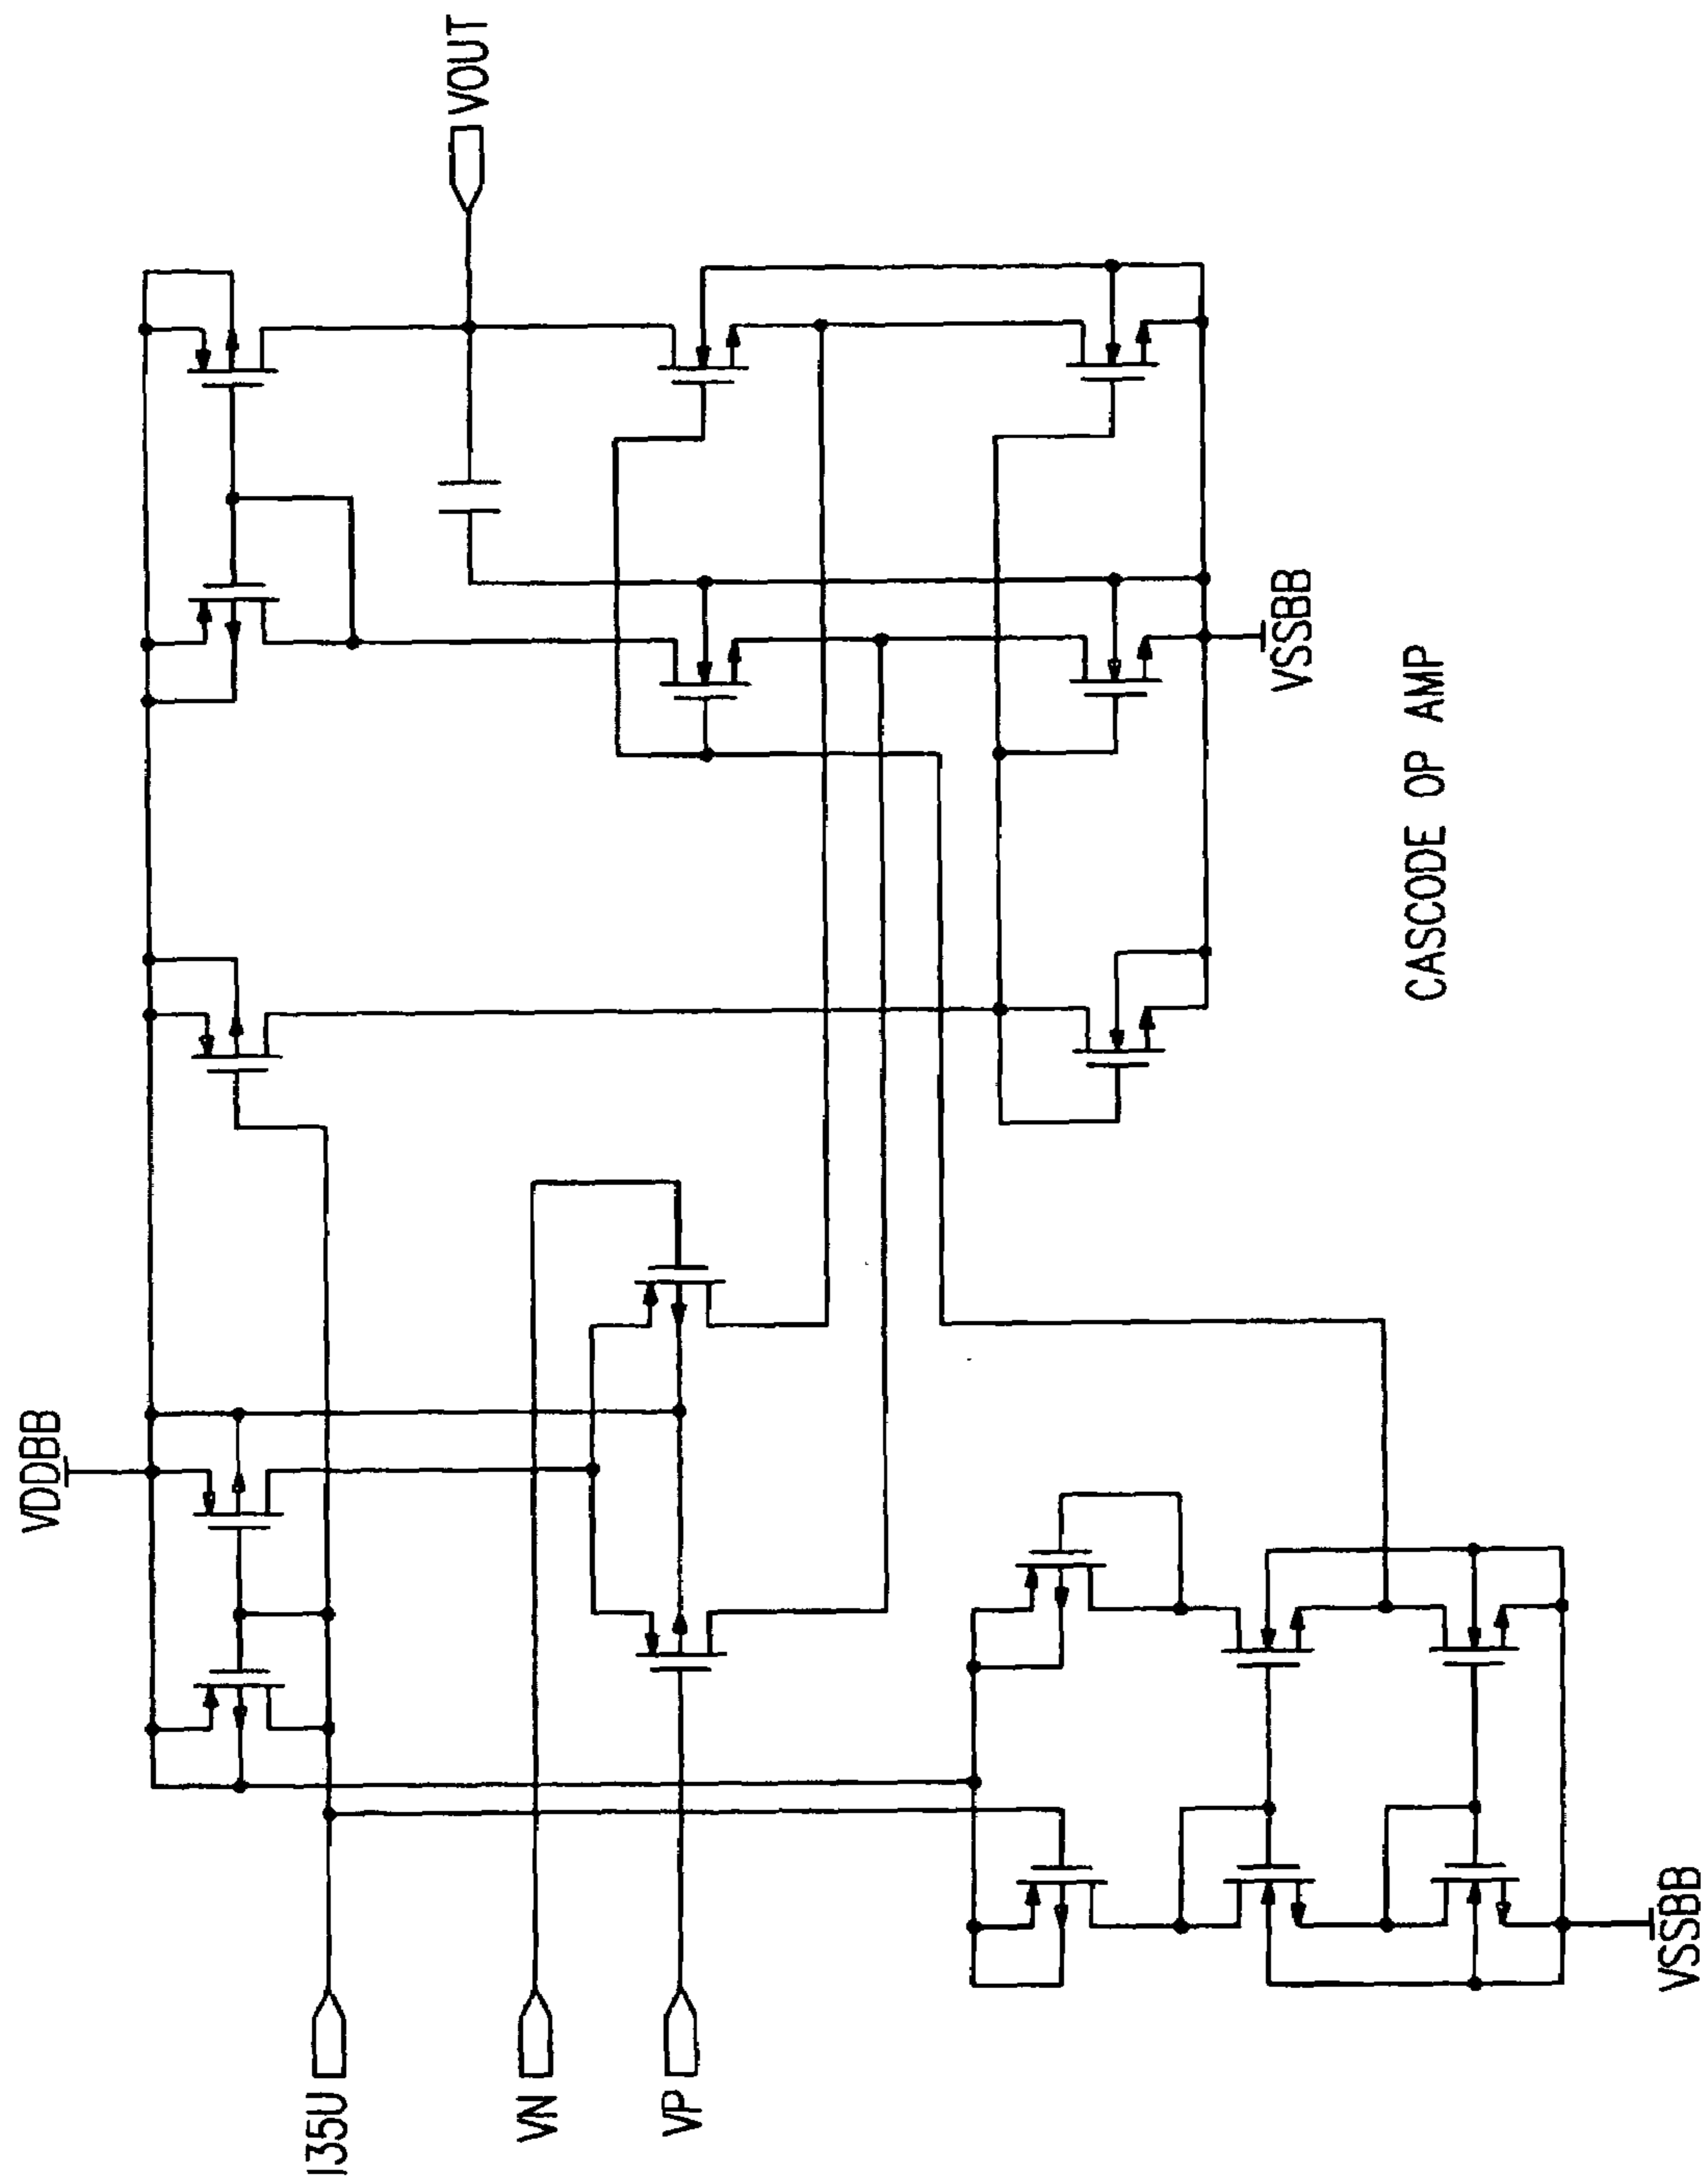 VDDBB
I35U
VN
VP
VOUT
VSSBB
VSSBB
CASCODE OP AMP